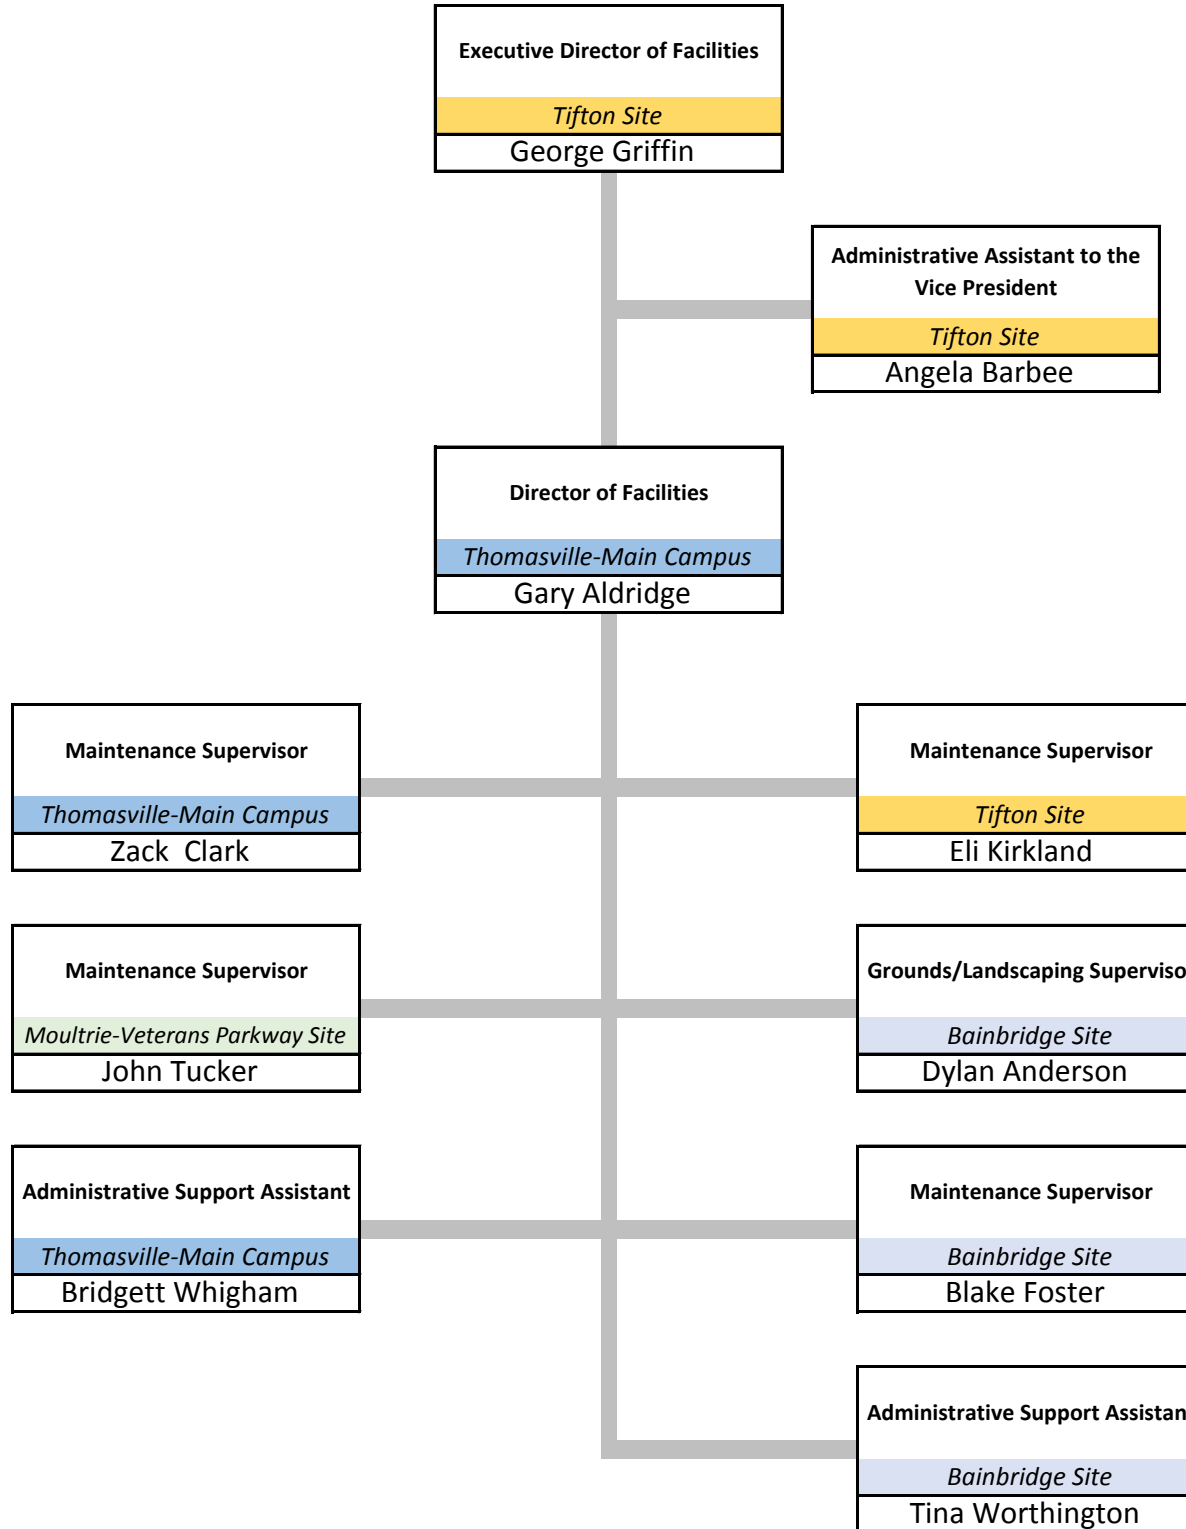 Executive Director of Facilities
Tifton Site
George Griffin
Administrative Assistant to the
Vice President
Tifton Site
Angela Barbee
Director of Facilities
Thomasville-Main Campus
Gary Aldridge
Maintenance Supervisor
Thomasville-Main Campus
Zack  Clark
Maintenance Supervisor
Tifton Site
Eli Kirkland
Maintenance Supervisor
Moultrie-Veterans Parkway Site
John Tucker
Grounds/Landscaping Superviso
Bainbridge Site
Dylan Anderson
Administrative Support Assistant
Thomasville-Main Campus
Bridgett Whigham
Maintenance Supervisor
Bainbridge Site
Blake Foster
Administrative Support Assistan
Bainbridge Site
Tina Worthington